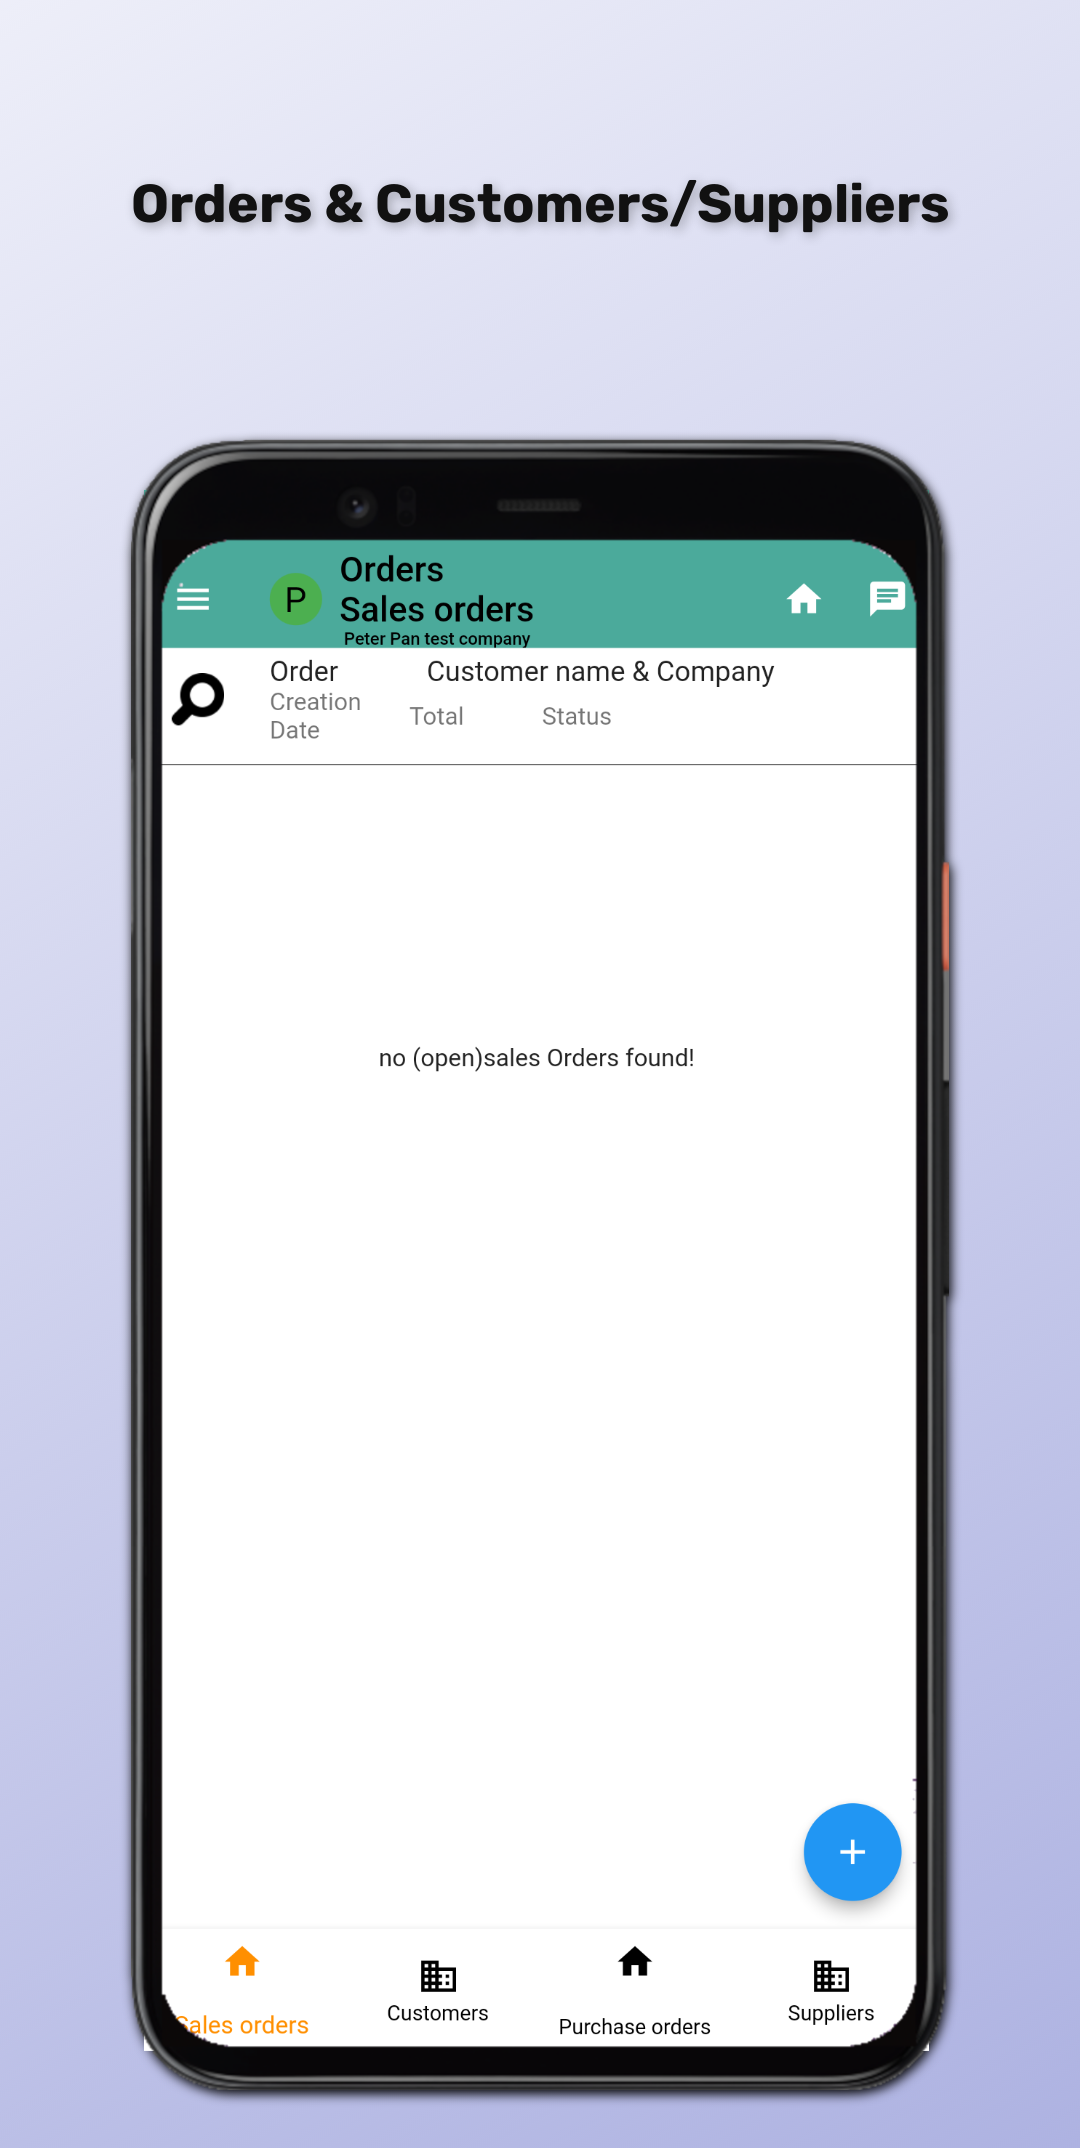 Orders & Customers/Suppliers
P
Orders
Sales orders
Peter Pan test company
Order Customer name & Company
Creation Date Total Status
no (open)sales Orders found!
+
Sales orders Customers Purchase orders Suppliers